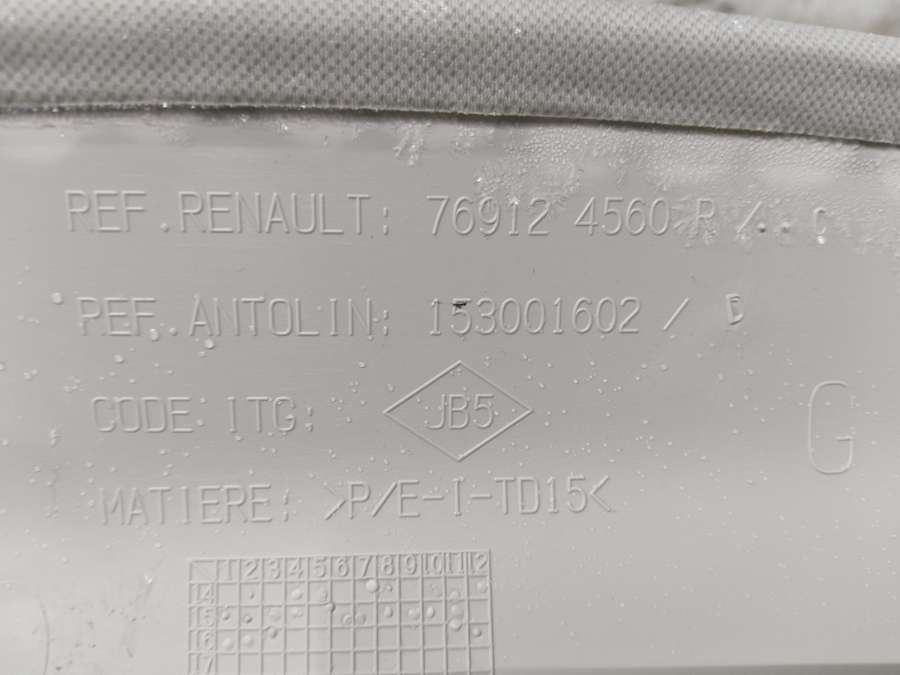 REF.RENAULT: 76912 4560 R / . . C
REF.ANTOLIN: 153001602 /
CODE ITG: JB5
G
MATIERE: >P/E-I-TD15<
1 2 3 4 5 6 7 8 9 10 11 12
14
15
16
17